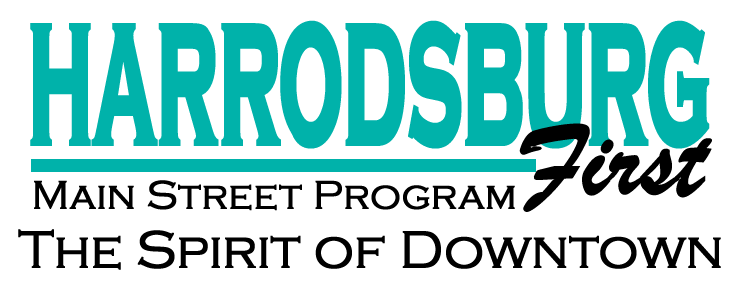 HARRODSBURG
First
MAIN STREET PROGRAM
THE SPIRIT OF DOWNTOWN